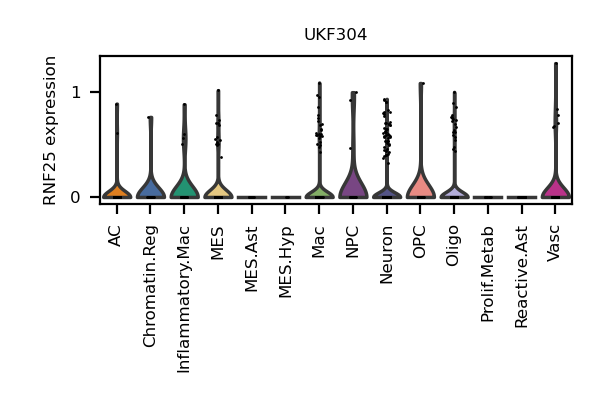 UKF304
RNF25 expression
1
0
AC
Chromatin.Reg
Inflammatory.Mac
MES
MES.Ast
MES.Hyp
Mac
NPC
Neuron
OPC
Oligo
Prolif.Metab
Reactive.Ast
Vasc